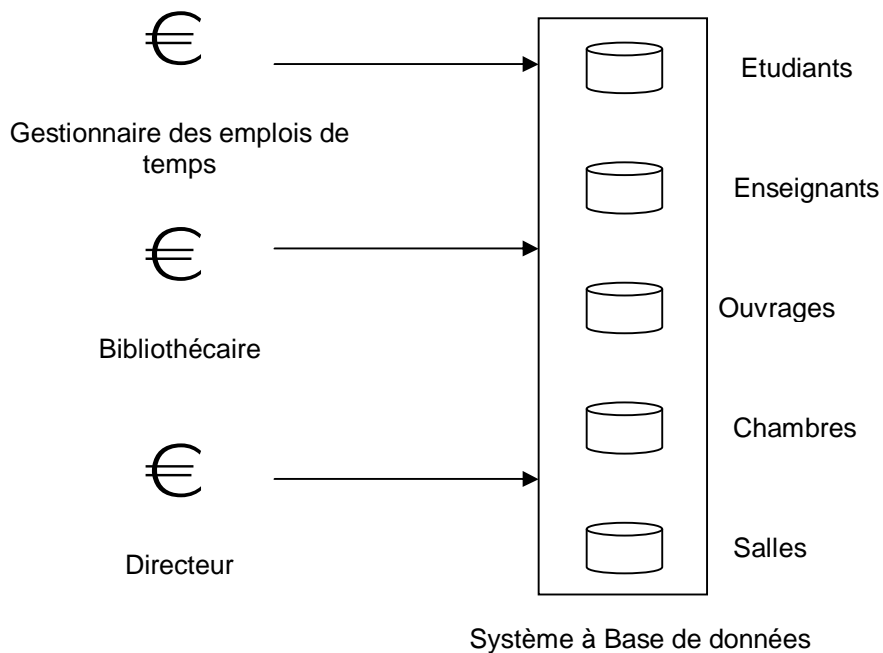 €
Etudiants
Gestionnaire des emplois de
temps
Enseignants
€
Ouvrages
Bibliothécaire
Chambres
€
Salles
Directeur
Système à Base de données